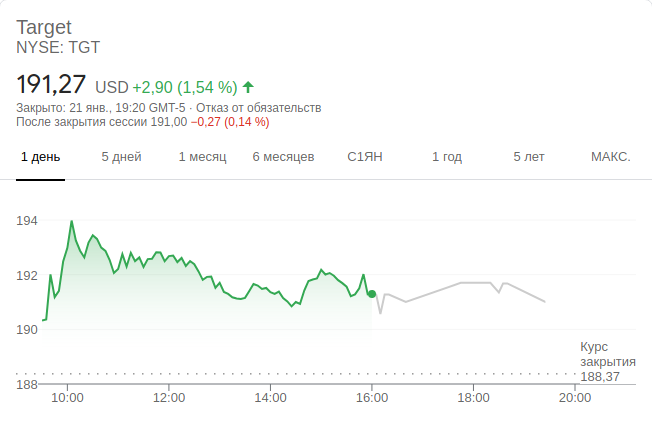 Target
NYSE: TGT
191,27 USD +2,90 (1,54 %)
Закрыто: 21 янв., 19:20 GMT-5 · Отказ от обязательств
После закрытия сессии 191,00 −0,27 (0,14 %)
1 день 5 дней 1 месяц 6 месяцев С1ЯН 1 год 5 лет МАКС.
194
192
190
Курс
закрытия
188,37
188
10:00 12:00 14:00 16:00 18:00 20:00